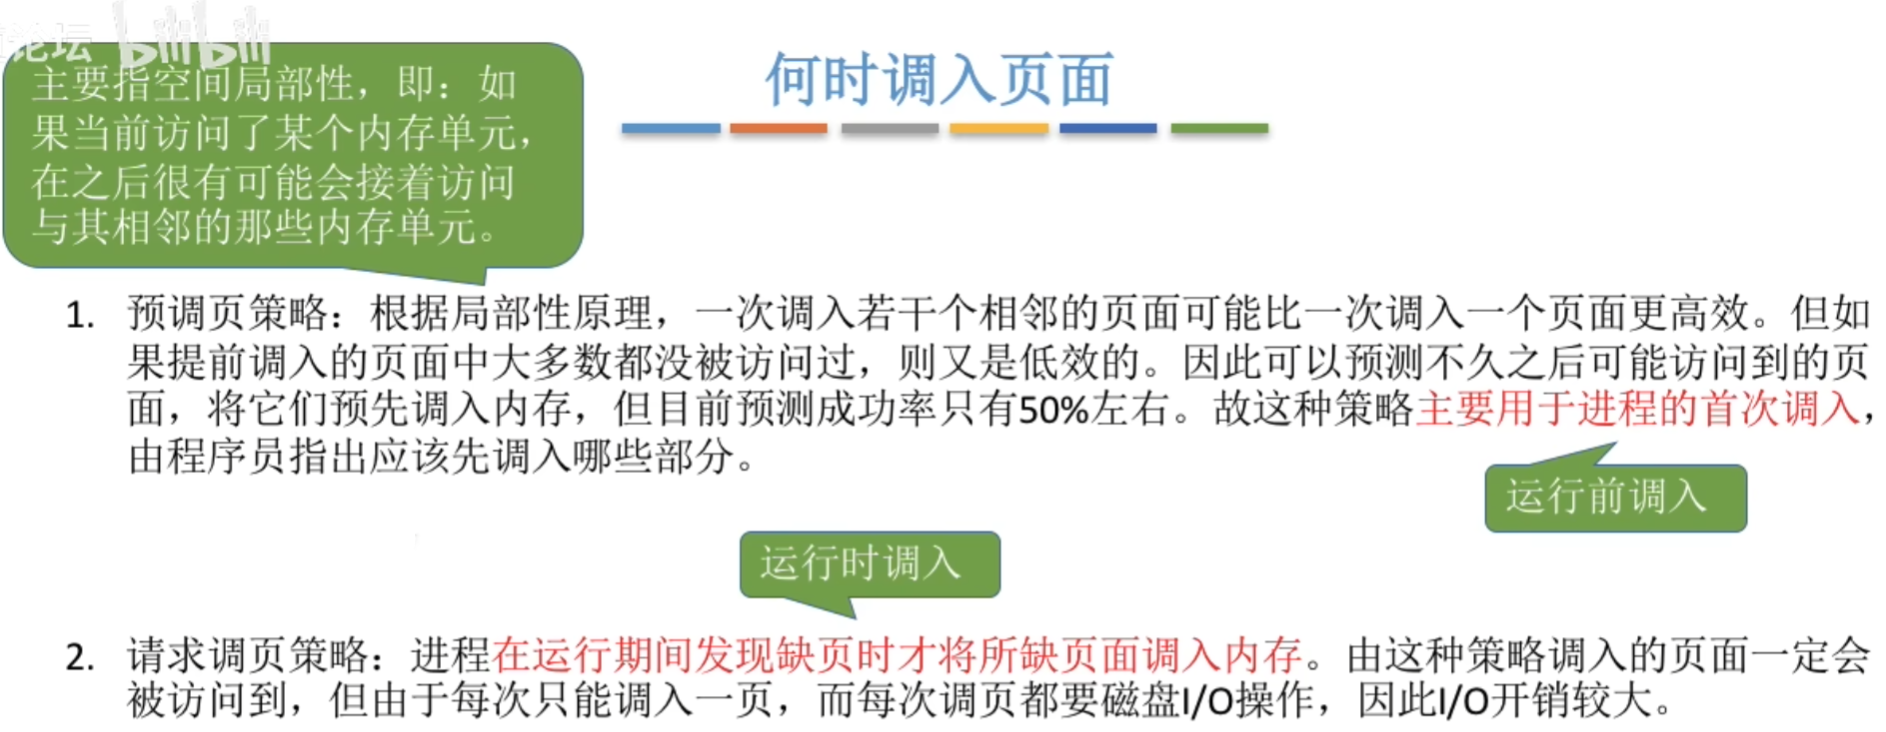 论坛 bilibili
主要指空间局部性，即：如
果当前访问了某个内存单元，
在之后很有可能会接着访问
与其相邻的那些内存单元。
何时调入页面
1. 预调页策略：根据局部性原理，一次调入若干个相邻的页面可能比一次调入一个页面更高效。但如
果提前调入的页面中大多数都没被访问过，则又是低效的。因此可以预测不久之后可能访问到的页
面，将它们预先调入内存，但目前预测成功率只有50%左右。故这种策略主要用于进程的首次调入，
由程序员指出应该先调入哪些部分。
运行前调入
运行时调入
2. 请求调页策略：进程在运行期间发现缺页时才将所缺页面调入内存。由这种策略调入的页面一定会
被访问到，但由于每次只能调入一页，而每次调页都要磁盘I/O操作，因此I/O开销较大。